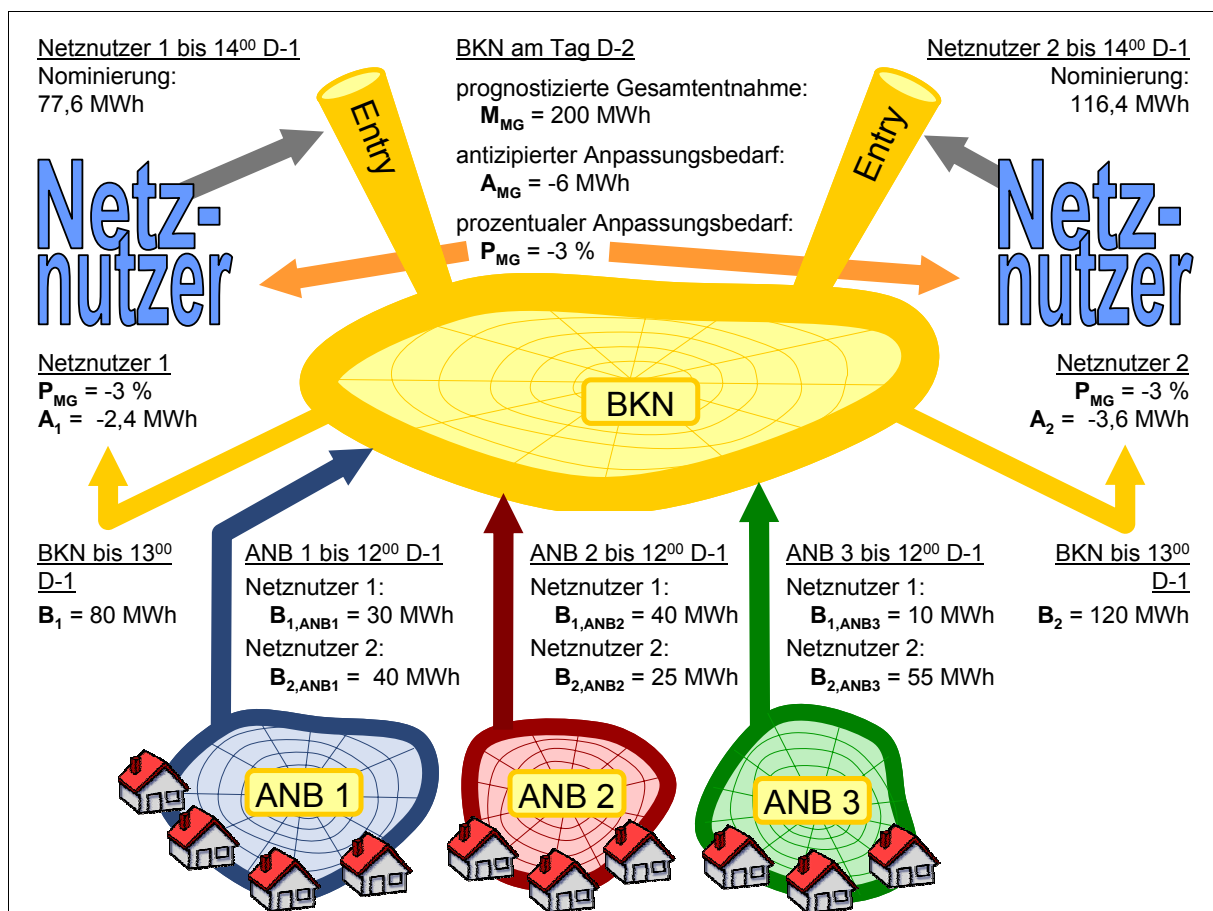 Netznutzer 1 bis 14⁰⁰ D-1
Nominierung:
77,6 MWh
BKN am Tag D-2
prognostizierte Gesamtentnahme:
M_MG = 200 MWh
antizipierter Anpassungsbedarf:
A_MG = -6 MWh
prozentualer Anpassungsbedarf:
P_MG = -3 %
Netznutzer 2 bis 14⁰⁰ D-1
Nominierung:
116,4 MWh
Entry
Entry
Netz-
nutzer
Netz-
nutzer
Netznutzer 1
P_MG = -3 %
A_1 = -2,4 MWh
BKN
Netznutzer 2
P_MG = -3 %
A_2 = -3,6 MWh
BKN bis 13⁰⁰
D-1
B_1 = 80 MWh
ANB 1 bis 12⁰⁰ D-1
Netznutzer 1:
B_1,ANB1 = 30 MWh
Netznutzer 2:
B_2,ANB1 = 40 MWh
ANB 2 bis 12⁰⁰ D-1
Netznutzer 1:
B_1,ANB2 = 40 MWh
Netznutzer 2:
B_2,ANB2 = 25 MWh
ANB 3 bis 12⁰⁰ D-1
Netznutzer 1:
B_1,ANB3 = 10 MWh
Netznutzer 2:
B_2,ANB3 = 55 MWh
BKN bis 13⁰⁰
D-1
B_2 = 120 MWh
ANB 1
ANB 2
ANB 3